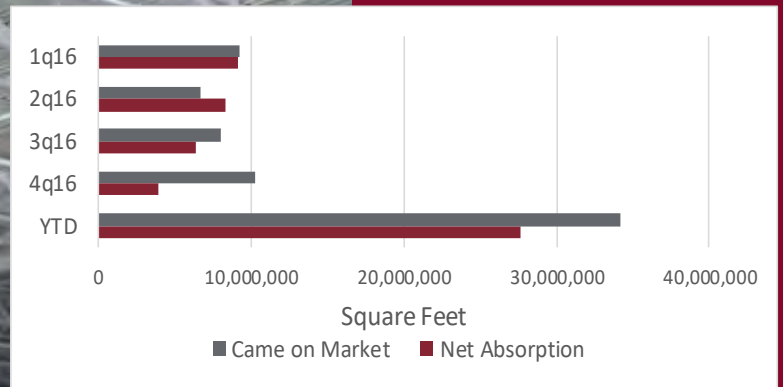 1q16
2q16
3q16
4q16
YTD
0 10,000,000 20,000,000 30,000,000 40,000,000
Square Feet
Came on Market Net Absorption